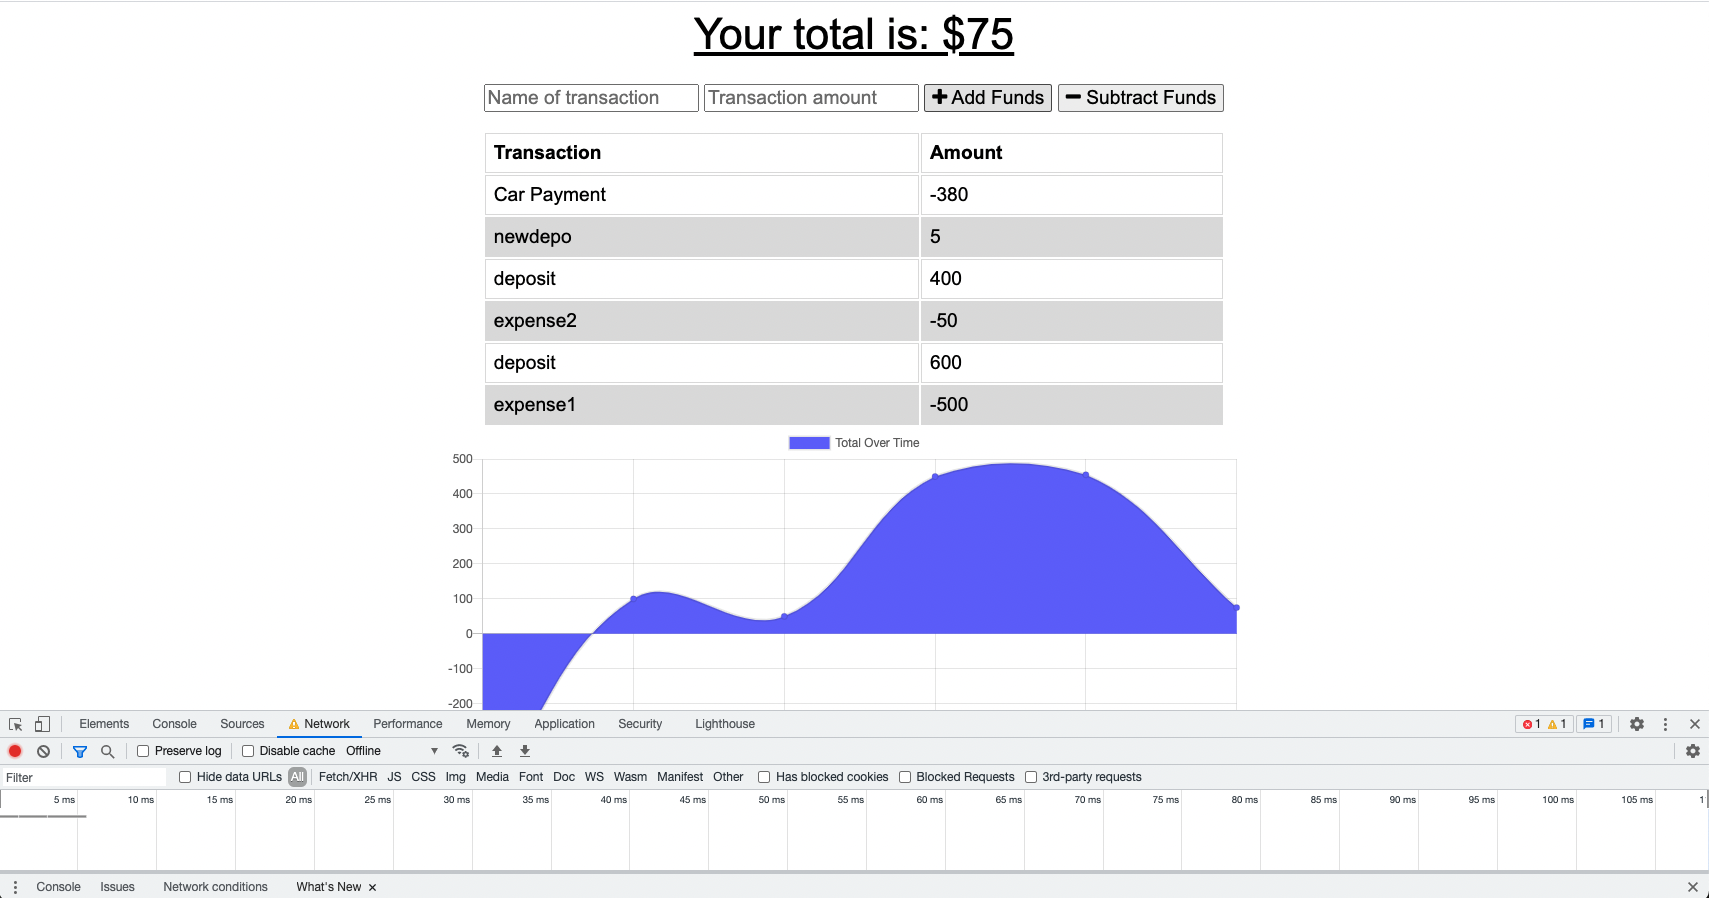 Your total is: $75
Name of transaction Transaction amount Add Funds Subtract Funds
Transaction Amount
Car Payment -380
newdepo 5
deposit 400
expense2 -50
deposit 600
expense1 -500
Total Over Time
500
400
300
200
100
0
-100
-200
Elements Console Sources Network Performance Memory Application Security Lighthouse 1 1 1
Preserve log Disable cache Offline
Filter Hide data URLs All Fetch/XHR JS CSS Img Media Font Doc WS Wasm Manifest Other Has blocked cookies Blocked Requests 3rd-party requests
5 ms 10 ms 15 ms 20 ms 25 ms 30 ms 35 ms 40 ms 45 ms 50 ms 55 ms 60 ms 65 ms 70 ms 75 ms 80 ms 85 ms 90 ms 95 ms 100 ms 105 ms 1
Console Issues Network conditions What's New